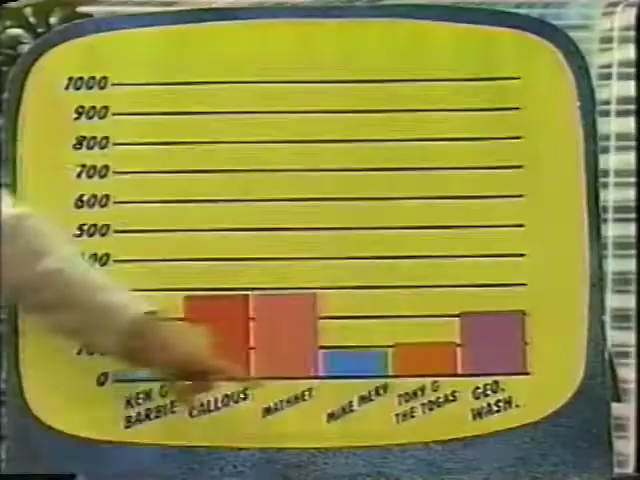 1000
900
800
700
600
500
0
KEN &
BARBIE
CALLOUS
MATHNET
MIKE MERV
TONY &
THE TOGAS
GEO.
WASH.